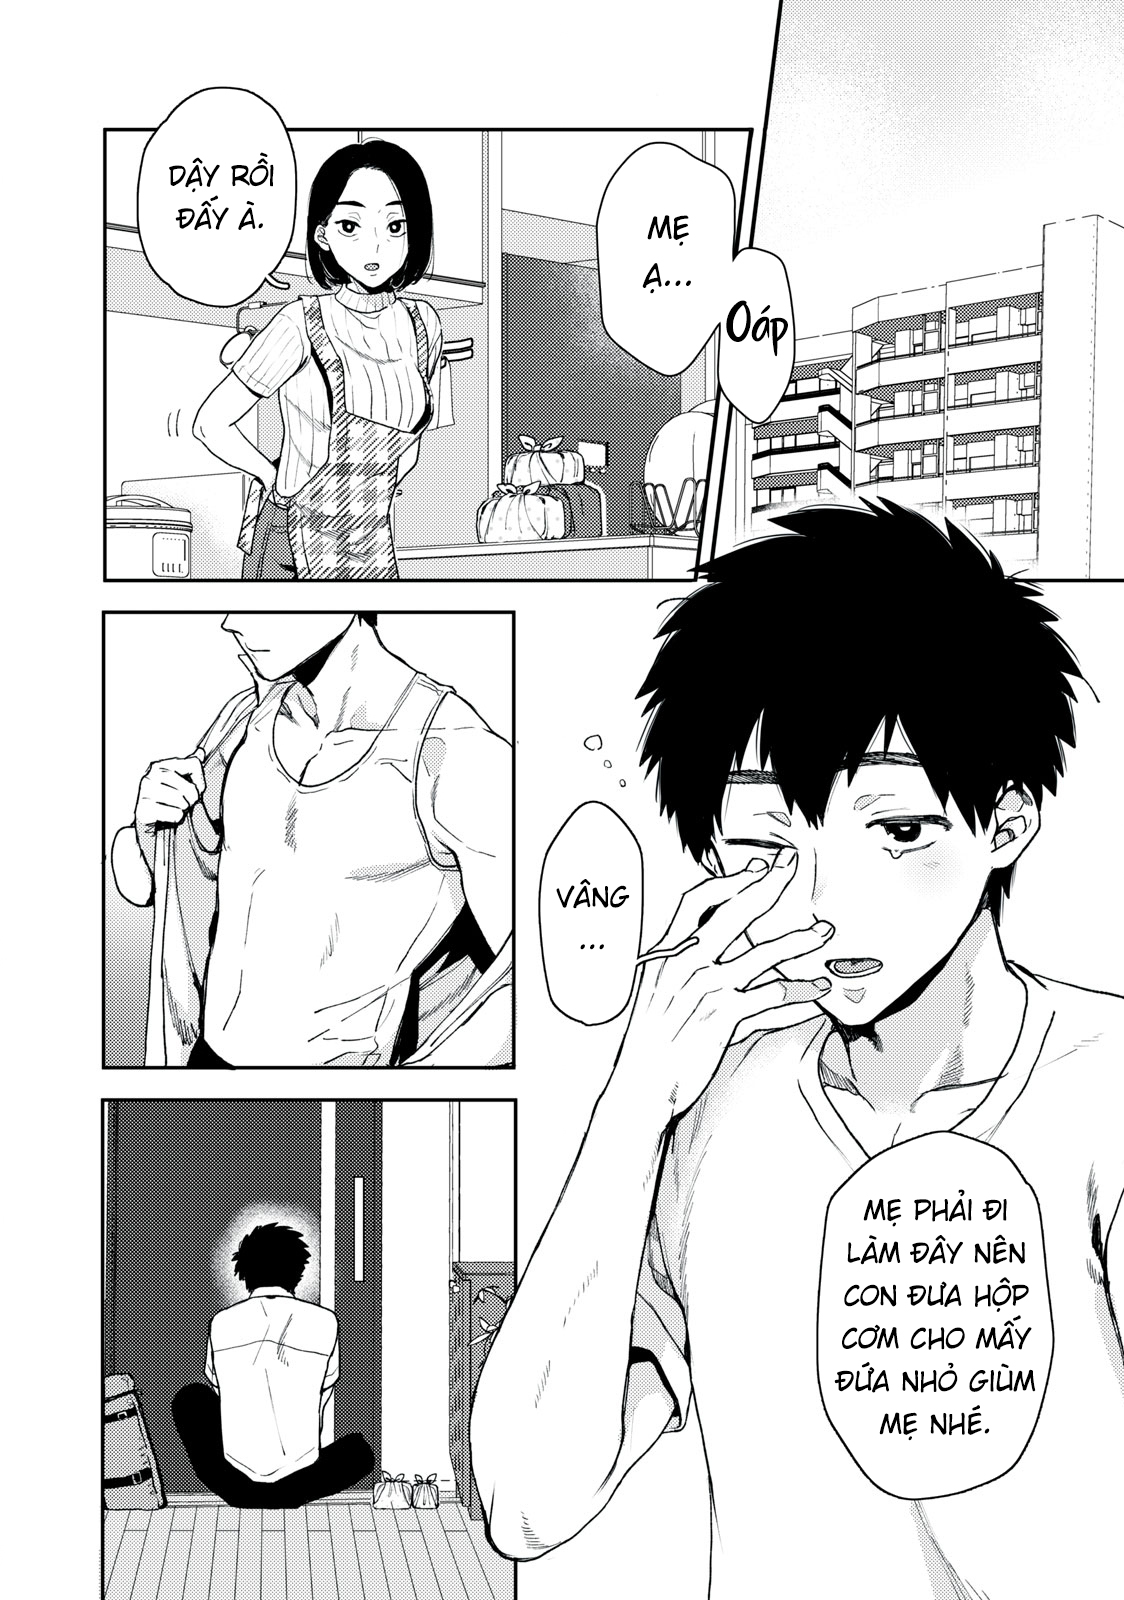 Oáp
MẸ
Ạ...
DẬY RỒI
ĐẤY À.
MẸ PHẢI ĐI
LÀM ĐÂY NÊN
CON ĐƯA HỘP
CƠM CHO MẤY
ĐỨA NHỎ GIÙM
MẸ NHÉ.
VÂNG
...